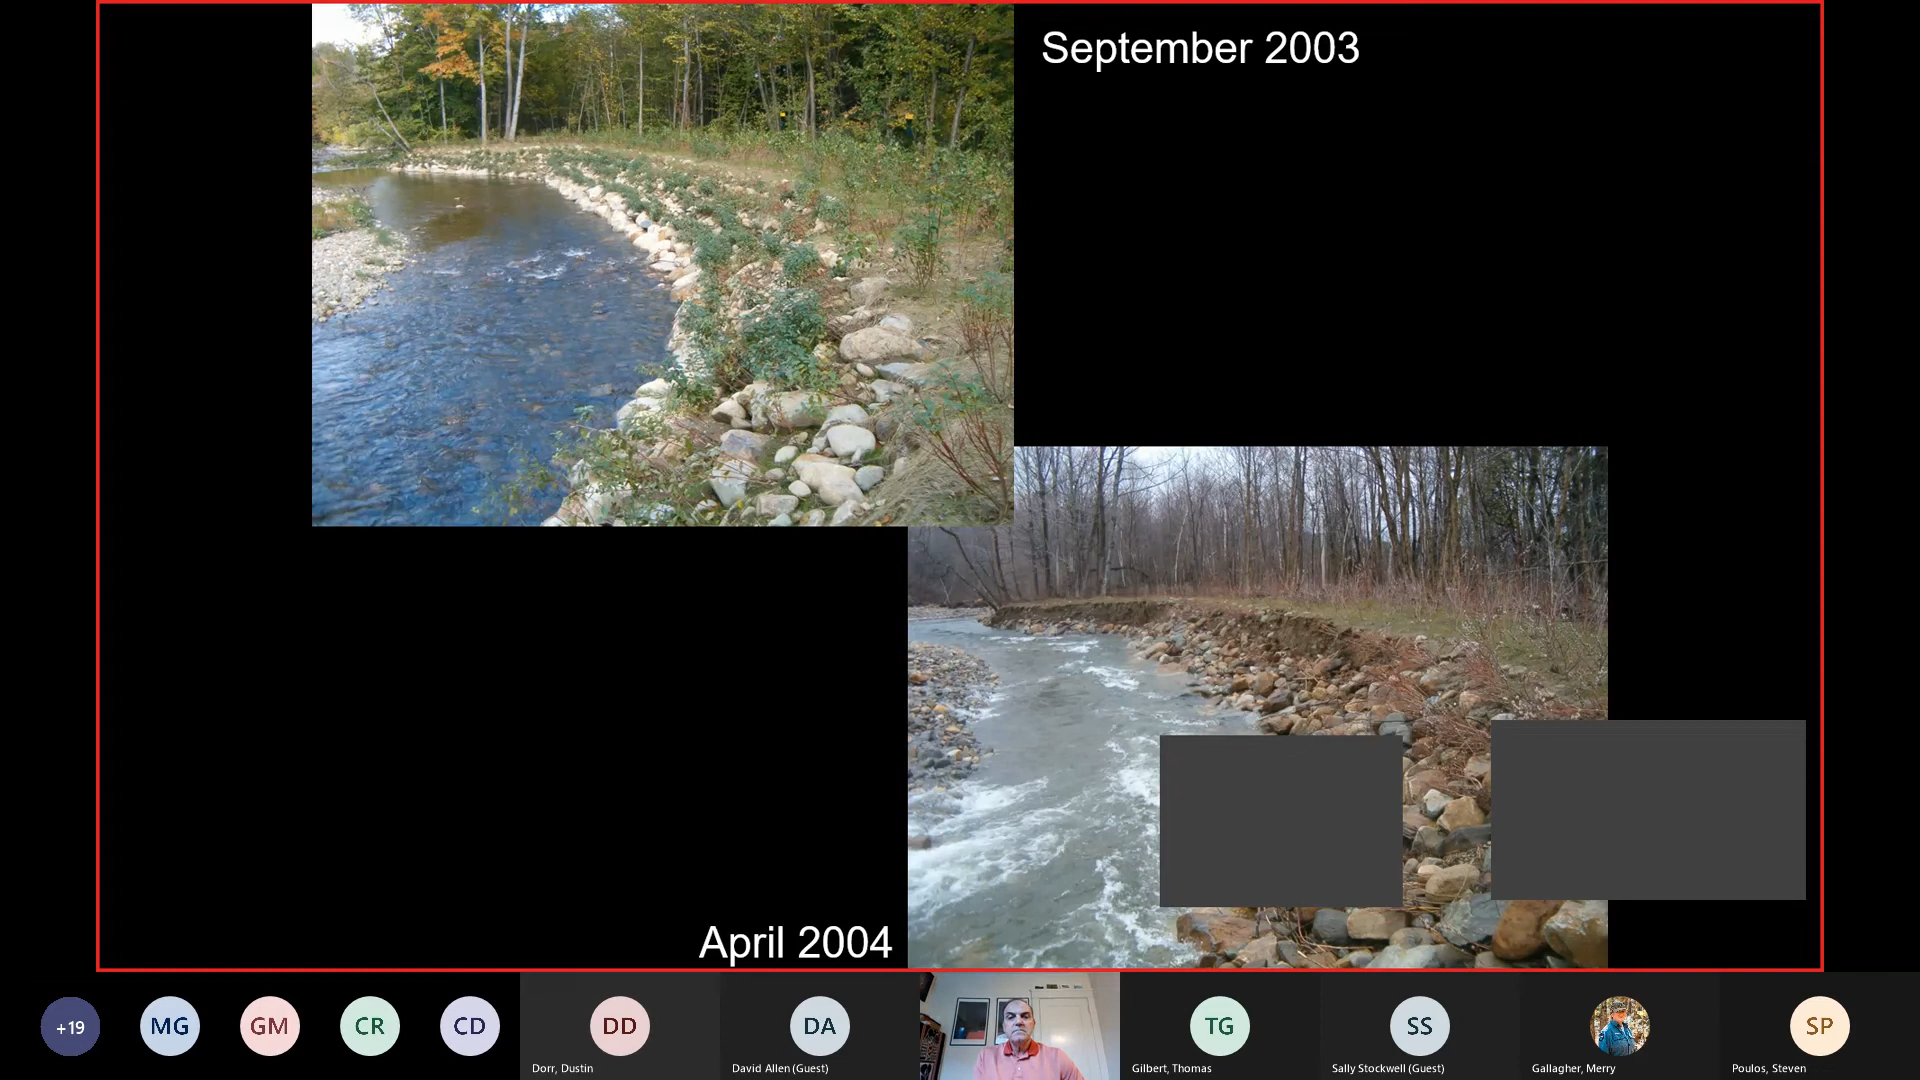 September 2003
April 2004
+19
MG
GM
CR
CD
DD
DA
TG
SS
SP
Dorr, Dustin
David Allen (Guest)
Gilbert, Thomas
Sally Stockwell (Guest)
Gallagher, Merry
Poulos, Steven